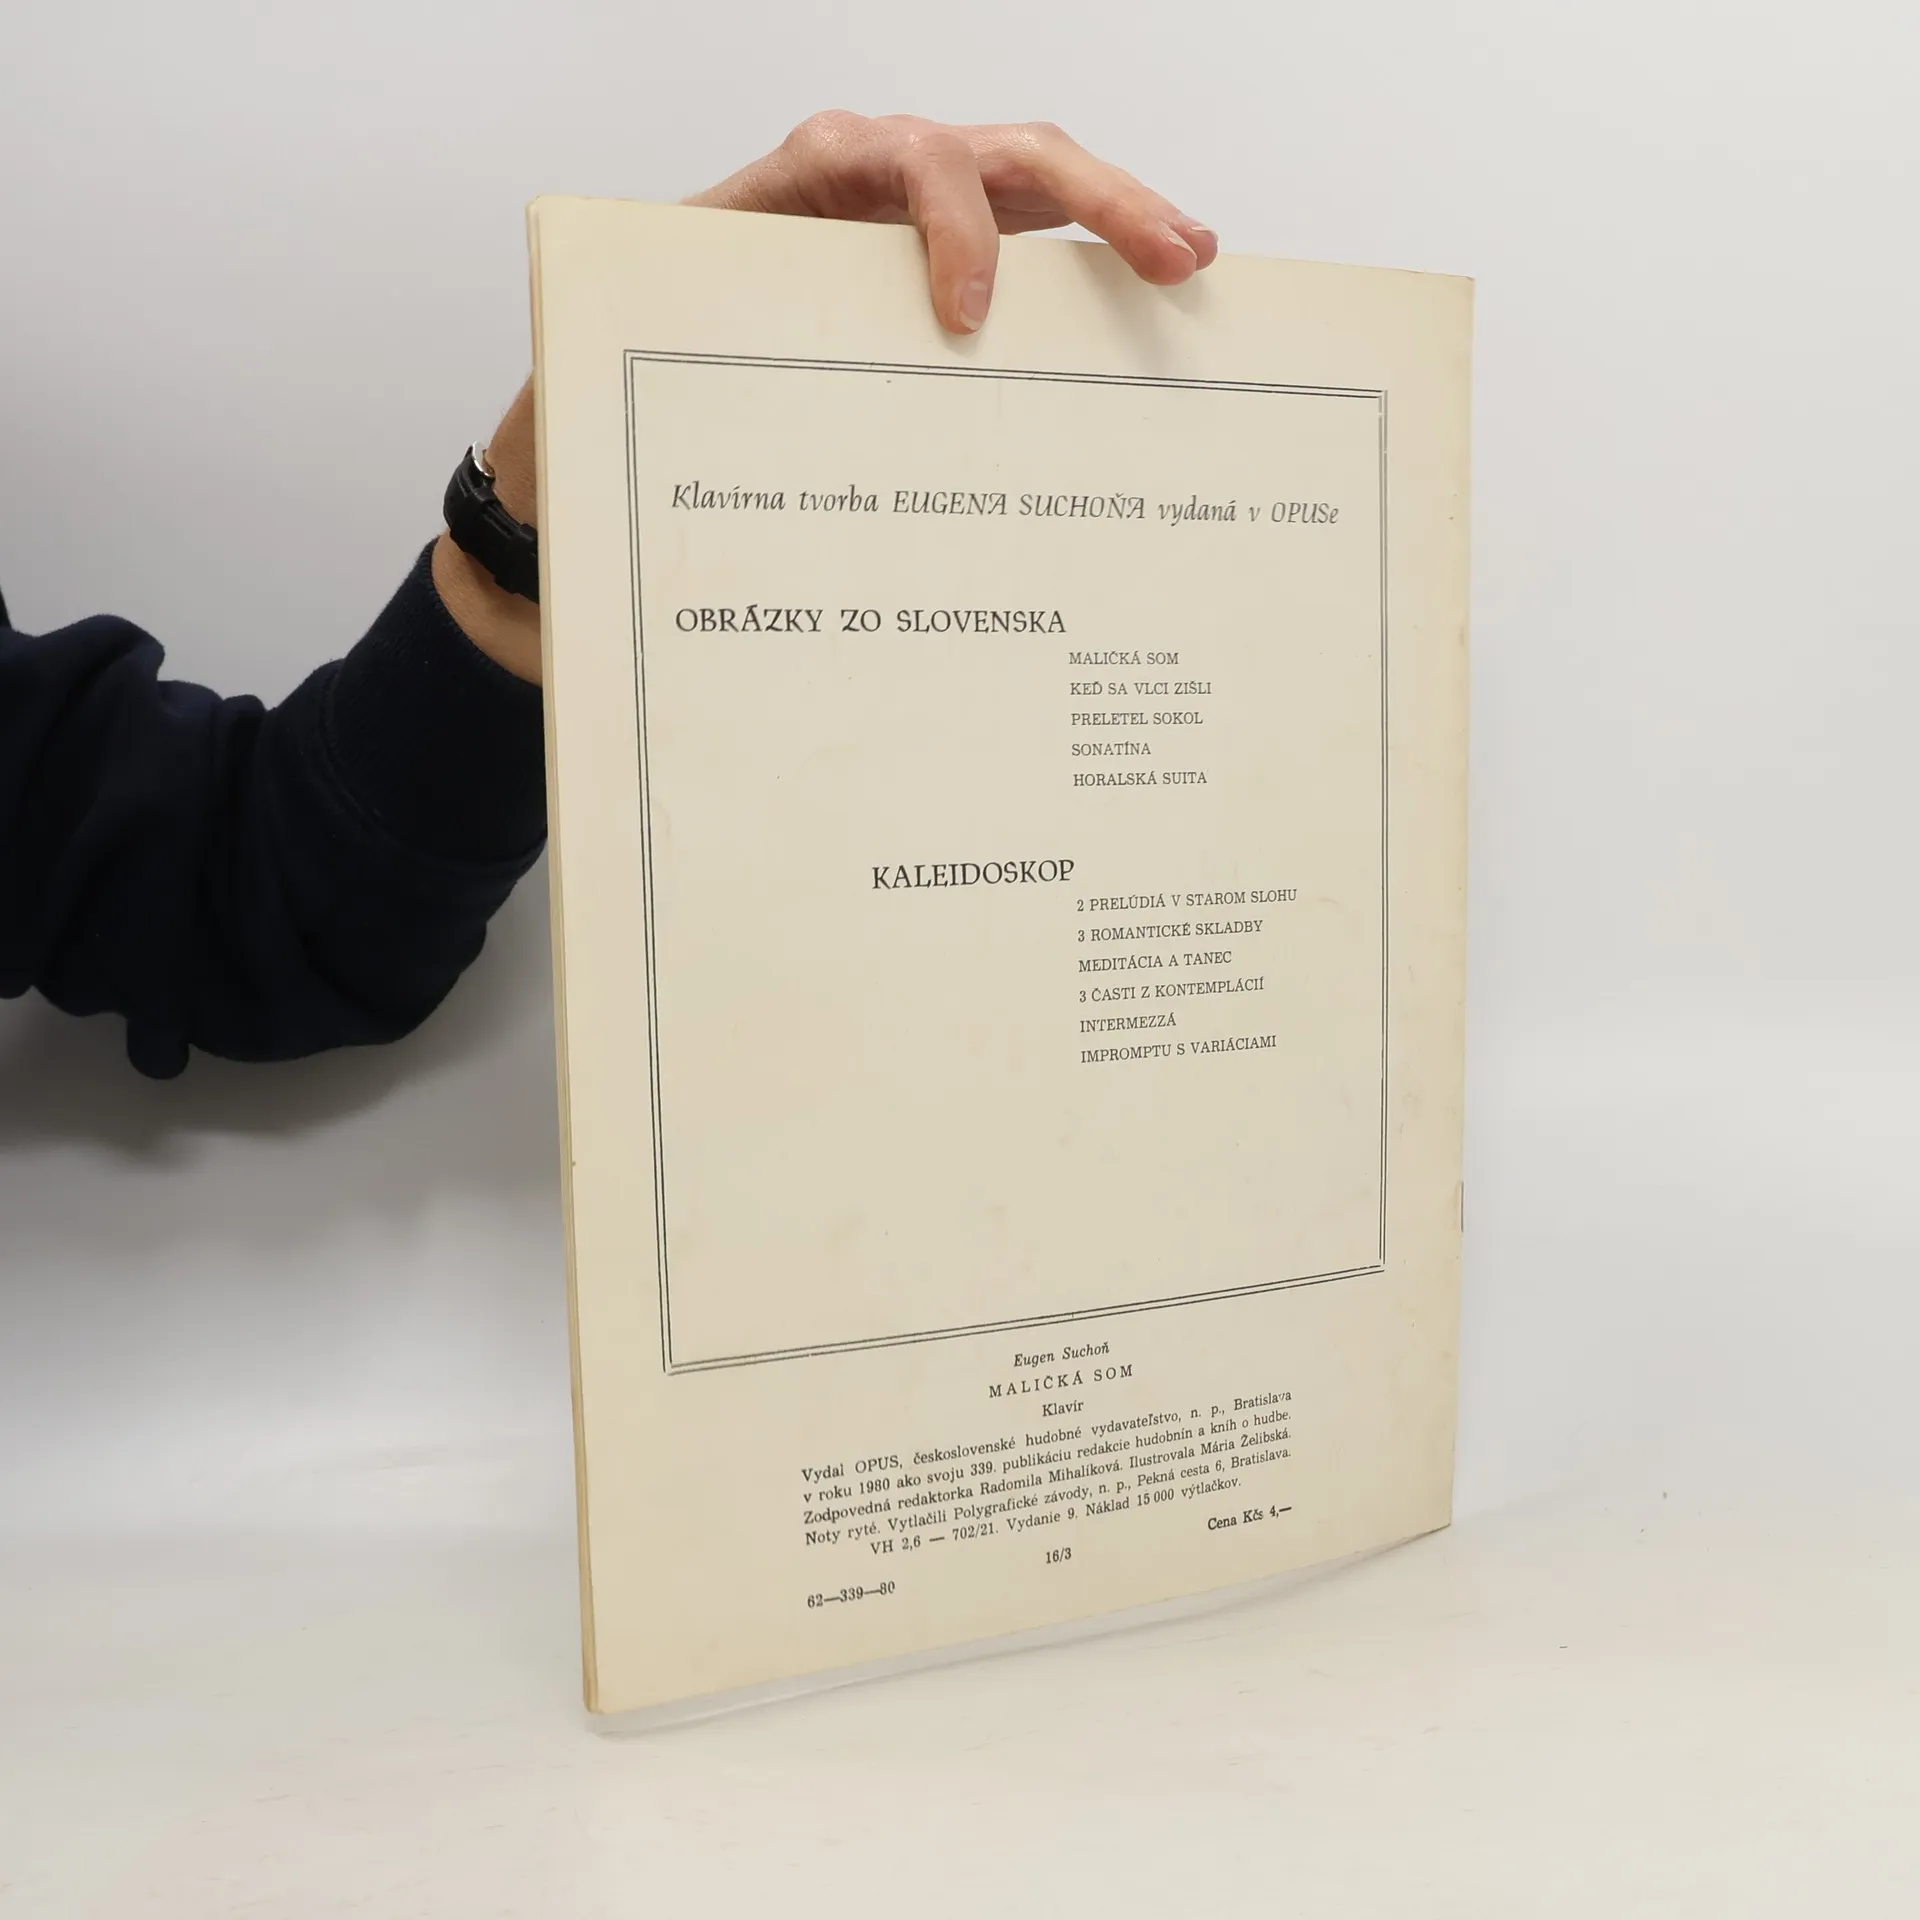 Klavírna tvorba EUGENA SUCHOŇA vydaná v OPUSe
OBRÁZKY ZO SLOVENSKA
MALIČKÁ SOM
KEĎ SA VLCI ZIŠLI
PRELETEL SOKOL
SONATÍNA
HORALSKÁ SUITA
KALEIDOSKOP
2 PRELÚDIÁ V STAROM SLOHU
3 ROMANTICKÉ SKLADBY
MEDITÁCIA A TANEC
3 ČASTI Z KONTEMPLÁCIÍ
INTERMEZZÁ
IMPROMPTU S VARIÁCIAMI
Eugen Suchoň
MALIČKÁ SOM
Klavír
Vydal OPUS, československé hudobné vydavateľstvo, n. p., Bratislava
v roku 1980 ako svoju 339. publikáciu redakcie hudobnín a kníh o hudbe.
Zodpovedná redaktorka Radomila Mihalíková. Ilustrovala Mária Želibská.
Noty ryté. Vytlačili Polygrafické závody, n. p., Pekná cesta 6, Bratislava.
VH 2,6 — 702/21. Vydanie 9. Náklad 15 000 výtlačkov.
Cena Kčs 4,—
16/3
62—339—80